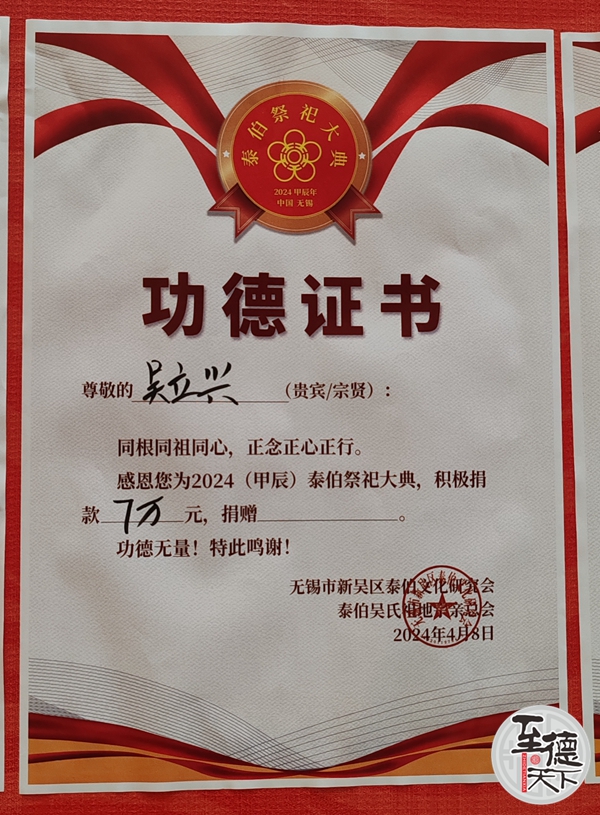 泰伯祭祀大典
2024 甲辰年
中国 无锡
功德证书
尊敬的 吴立兴 （贵宾/宗贤）：
同根同祖同心，正念正心正行。
感恩您为2024（甲辰）泰伯祭祀大典，积极捐
款 7万 元，捐赠 。
功德无量！特此鸣谢！
无锡市新吴区泰伯文化研究会
泰伯吴氏祖地宗亲总会
2024年4月8日
至德
天下